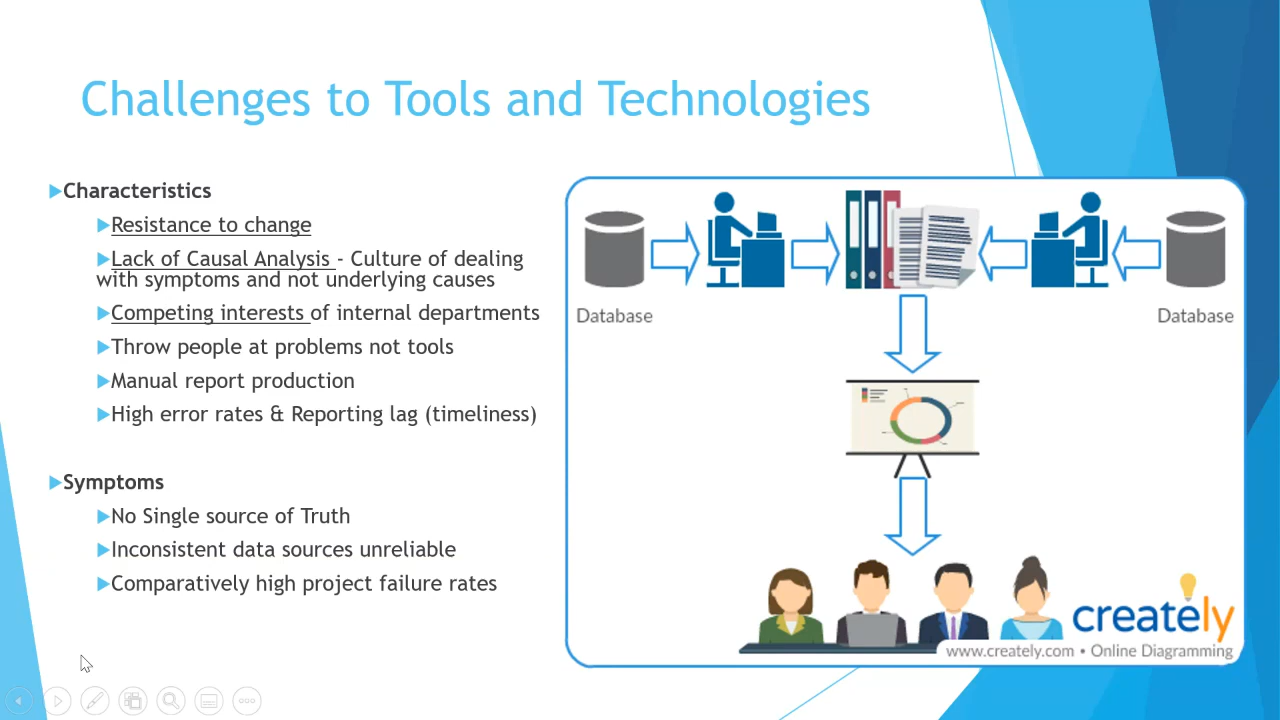 Challenges to Tools and Technologies
Characteristics
Resistance to change
Lack of Causal Analysis - Culture of dealing
with symptoms and not underlying causes
Competing interests of internal departments
Throw people at problems not tools
Manual report production
High error rates & Reporting lag (timeliness)
Symptoms
No Single source of Truth
Inconsistent data sources unreliable
Comparatively high project failure rates
Database
Database
creately
www.creately.com • Online Diagramming